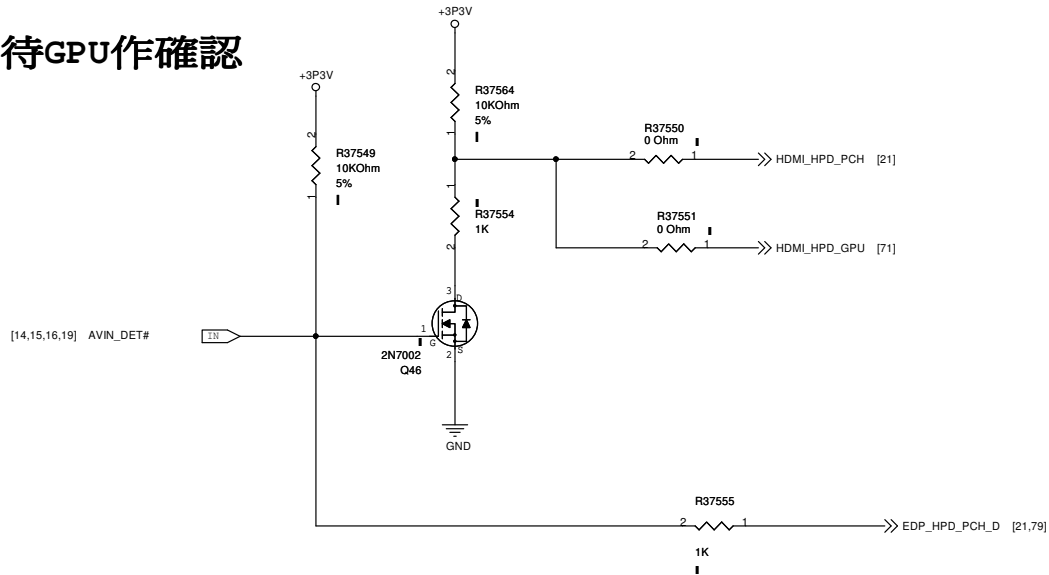 待GPU作確認
+3P3V
+3P3V
2
R37564
10KOhm
5%
1
2
R37549
10KOhm
5%
1
R37550
0 Ohm
2
1
HDMI_HPD_PCH [21]
1
R37554
1K
2
R37551
0 Ohm
2
1
HDMI_HPD_GPU [71]
3
D
[14,15,16,19] AVIN_DET#
IN
1
G
S
2
2N7002
Q46
GND
R37555
2
1
EDP_HPD_PCH_D [21,79]
1K